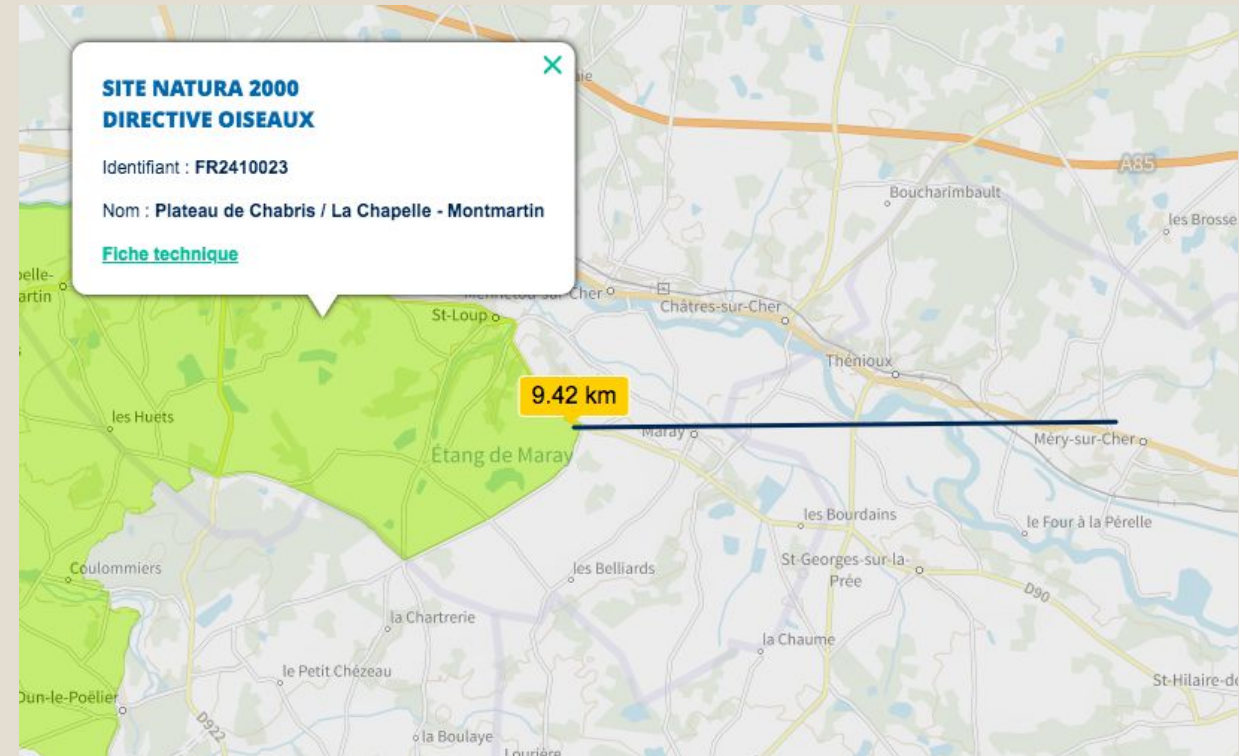 SITE NATURA 2000
DIRECTIVE OISEAUX
Identifiant : FR2410023
Nom : Plateau de Chabris / La Chapelle - Montmartin
Fiche technique
A85
Boucharimbault
les Brosse
Châtres-sur-Cher
St-Loup
Thénioux
9.42 km
les Huets
Maray
Méry-sur-Cher
Étang de Maray
les Bourdains
le Four à la Pérelle
Coulommiers
les Belliards
St-Georges-sur-la-
Prée
D90
la Chartrerie
la Chaume
le Petit Chézeau
St-Hilaire-de
Dun-le-Poëlier
D922
la Boulaye